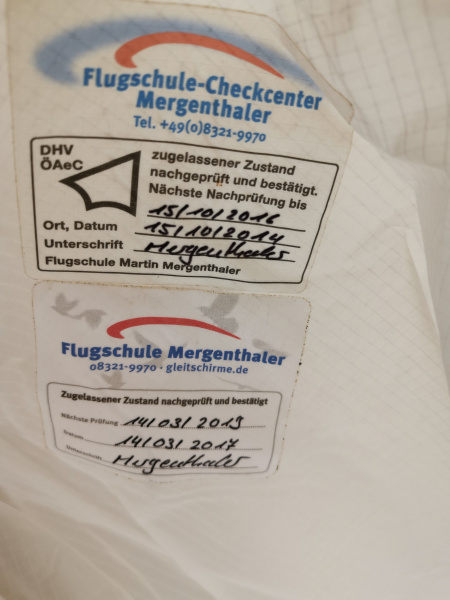 Flugschule-Checkcenter
Mergenthaler
Tel. +49(0)8321-9970
DHV
ÖAeC
zugelassener Zustand
nachgeprüft und bestätigt.
Nächste Nachprüfung bis
15/10/2016
Ort, Datum 15/10/2014
Unterschrift Mergenthaler
Flugschule Martin Mergenthaler
Flugschule Mergenthaler
08321-9970 · gleitschirme.de
Zugelassener Zustand nachgeprüft und bestätigt
Nächste Prüfung 14/03/2019
Datum 14/03/2017
Unterschrift Mergenthaler